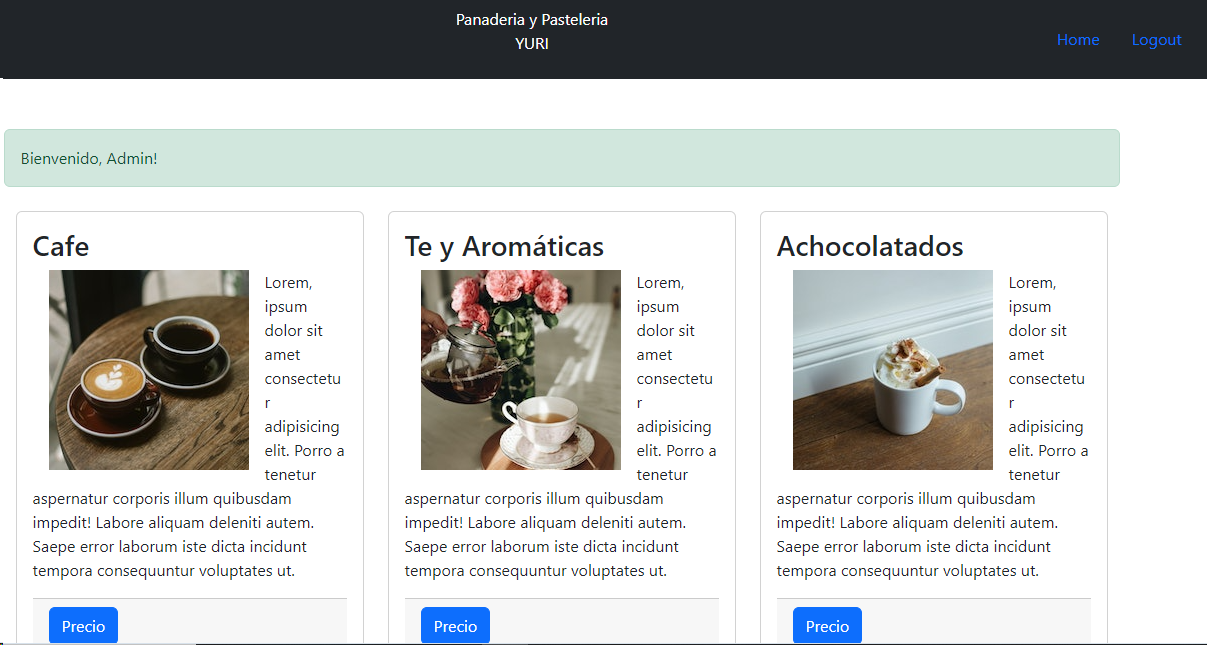 Panaderia y Pasteleria
YURI
Home
Logout
Bienvenido, Admin!
Cafe
Lorem,
ipsum
dolor sit
amet
consectetu
r
adipisicing
elit. Porro a
tenetur
aspernatur corporis illum quibusdam
impedit! Labore aliquam deleniti autem.
Saepe error laborum iste dicta incidunt
tempora consequuntur voluptates ut.
Precio
Te y Aromáticas
Lorem,
ipsum
dolor sit
amet
consectetu
r
adipisicing
elit. Porro a
tenetur
aspernatur corporis illum quibusdam
impedit! Labore aliquam deleniti autem.
Saepe error laborum iste dicta incidunt
tempora consequuntur voluptates ut.
Precio
Achocolatados
Lorem,
ipsum
dolor sit
amet
consectetu
r
adipisicing
elit. Porro a
tenetur
aspernatur corporis illum quibusdam
impedit! Labore aliquam deleniti autem.
Saepe error laborum iste dicta incidunt
tempora consequuntur voluptates ut.
Precio